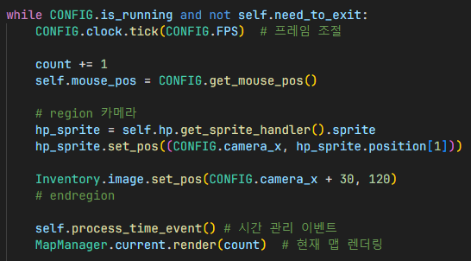 while CONFIG.is_running and not self.need_to_exit:
    CONFIG.clock.tick(CONFIG.FPS)  # 프레임 조절
    count += 1
    self.mouse_pos = CONFIG.get_mouse_pos()
    # region 카메라
    hp_sprite = self.hp.get_sprite_handler().sprite
    hp_sprite.set_pos((CONFIG.camera_x, hp_sprite.position[1]))
    Inventory.image.set_pos(CONFIG.camera_x + 30, 120)
    # endregion
    self.process_time_event() # 시간 관리 이벤트
    MapManager.current.render(count)  # 현재 맵 렌더링